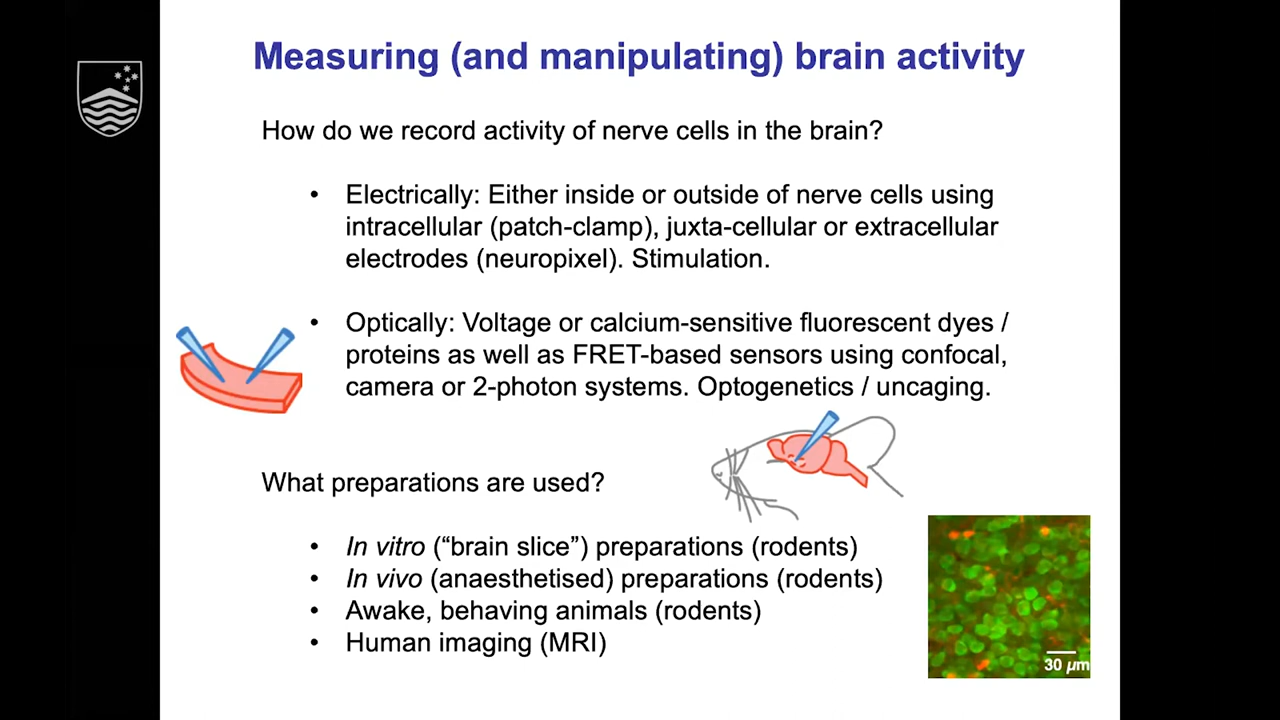 Measuring (and manipulating) brain activity
How do we record activity of nerve cells in the brain?
• Electrically: Either inside or outside of nerve cells using
intracellular (patch-clamp), juxta-cellular or extracellular
electrodes (neuropixel). Stimulation.
• Optically: Voltage or calcium-sensitive fluorescent dyes /
proteins as well as FRET-based sensors using confocal,
camera or 2-photon systems. Optogenetics / uncaging.
What preparations are used?
• In vitro (“brain slice”) preparations (rodents)
• In vivo (anaesthetised) preparations (rodents)
• Awake, behaving animals (rodents)
• Human imaging (MRI)
30 µm